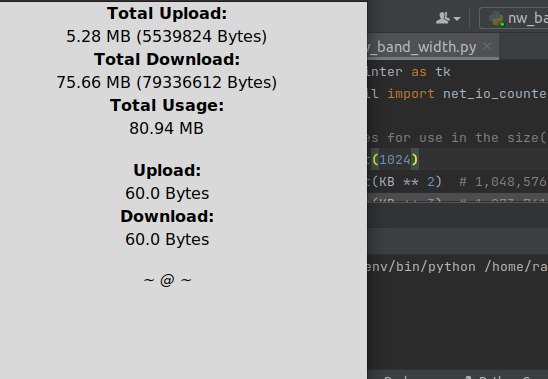 Total Upload:
5.28 MB (5539824 Bytes)
Total Download:
75.66 MB (79336612 Bytes)
Total Usage:
80.94 MB
Upload:
60.0 Bytes
Download:
60.0 Bytes
~ @ ~
nw_ba
w_band_width.py
inter as tk
il import net_io_counte
es for use in the size(
t(1024)
t(KB ** 2)  # 1,048,576
env/bin/python /home/ra